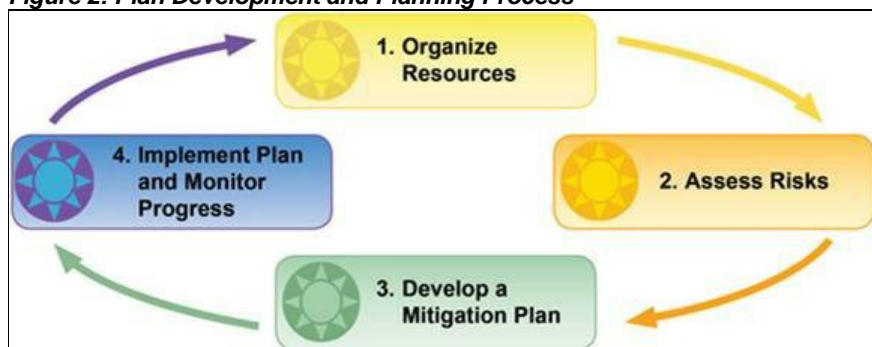 Figure 2. Plan Development and Planning Process
1. Organize
Resources
2. Assess Risks
3. Develop a
Mitigation Plan
4. Implement Plan
and Monitor
Progress